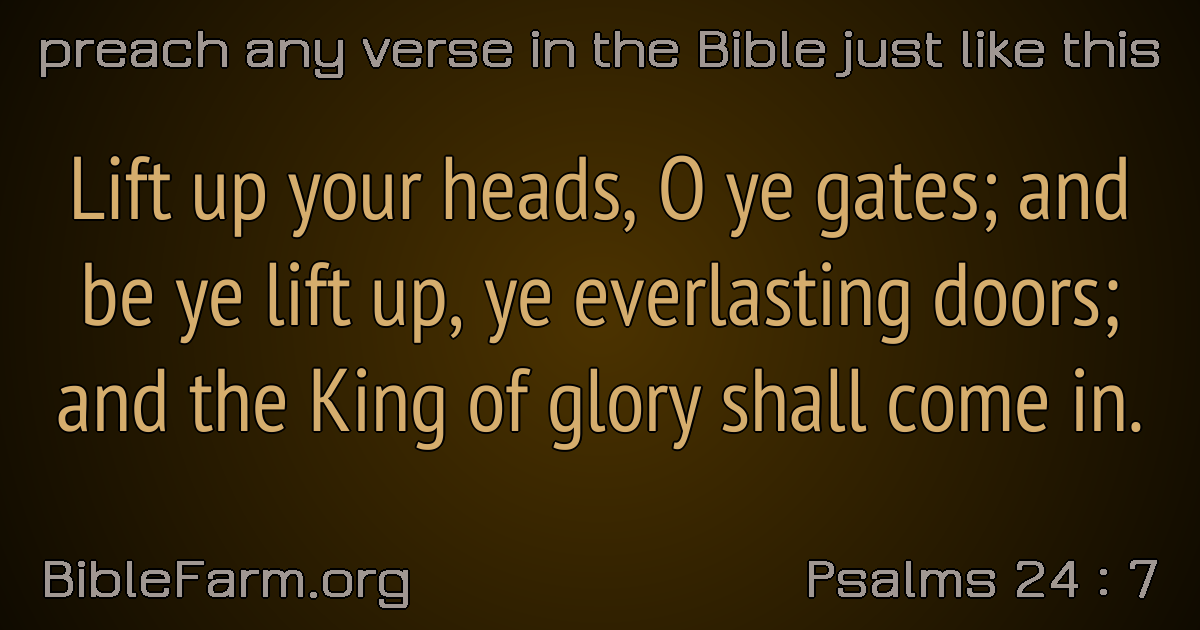 preach any verse in the Bible just like this
Lift up your heads, O ye gates; and
be ye lift up, ye everlasting doors;
and the King of glory shall come in.
BibleFarm.org
Psalms 24 : 7